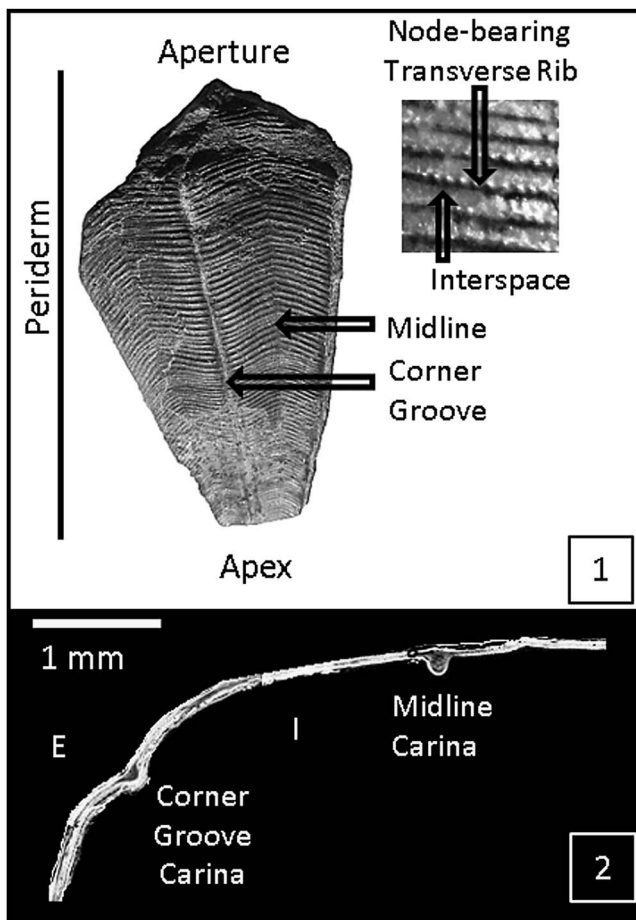 Aperture
Node-bearing
Transverse Rib
Periderm
Interspace
Midline
Corner
Groove
Apex
1
1 mm
E
I
Midline
Carina
Corner
Groove
Carina
2